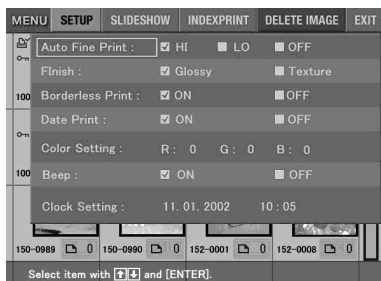 MENU SETUP SLIDESHOW INDEXPRINT DELETE IMAGE EXIT
Auto Fine Print : HI LO OFF
FInish : Glossy Texture
100 Borderless Print : ON OFF
Date Print : ON OFF
Color Setting : R : 0 G : 0 B : 0
100 Beep : ON OFF
Clock Setting : 11. 01. 2002 10 : 05
150-0989 0 150-0990 0 152-0001 0 152-0008 0
Select item with and [ENTER].